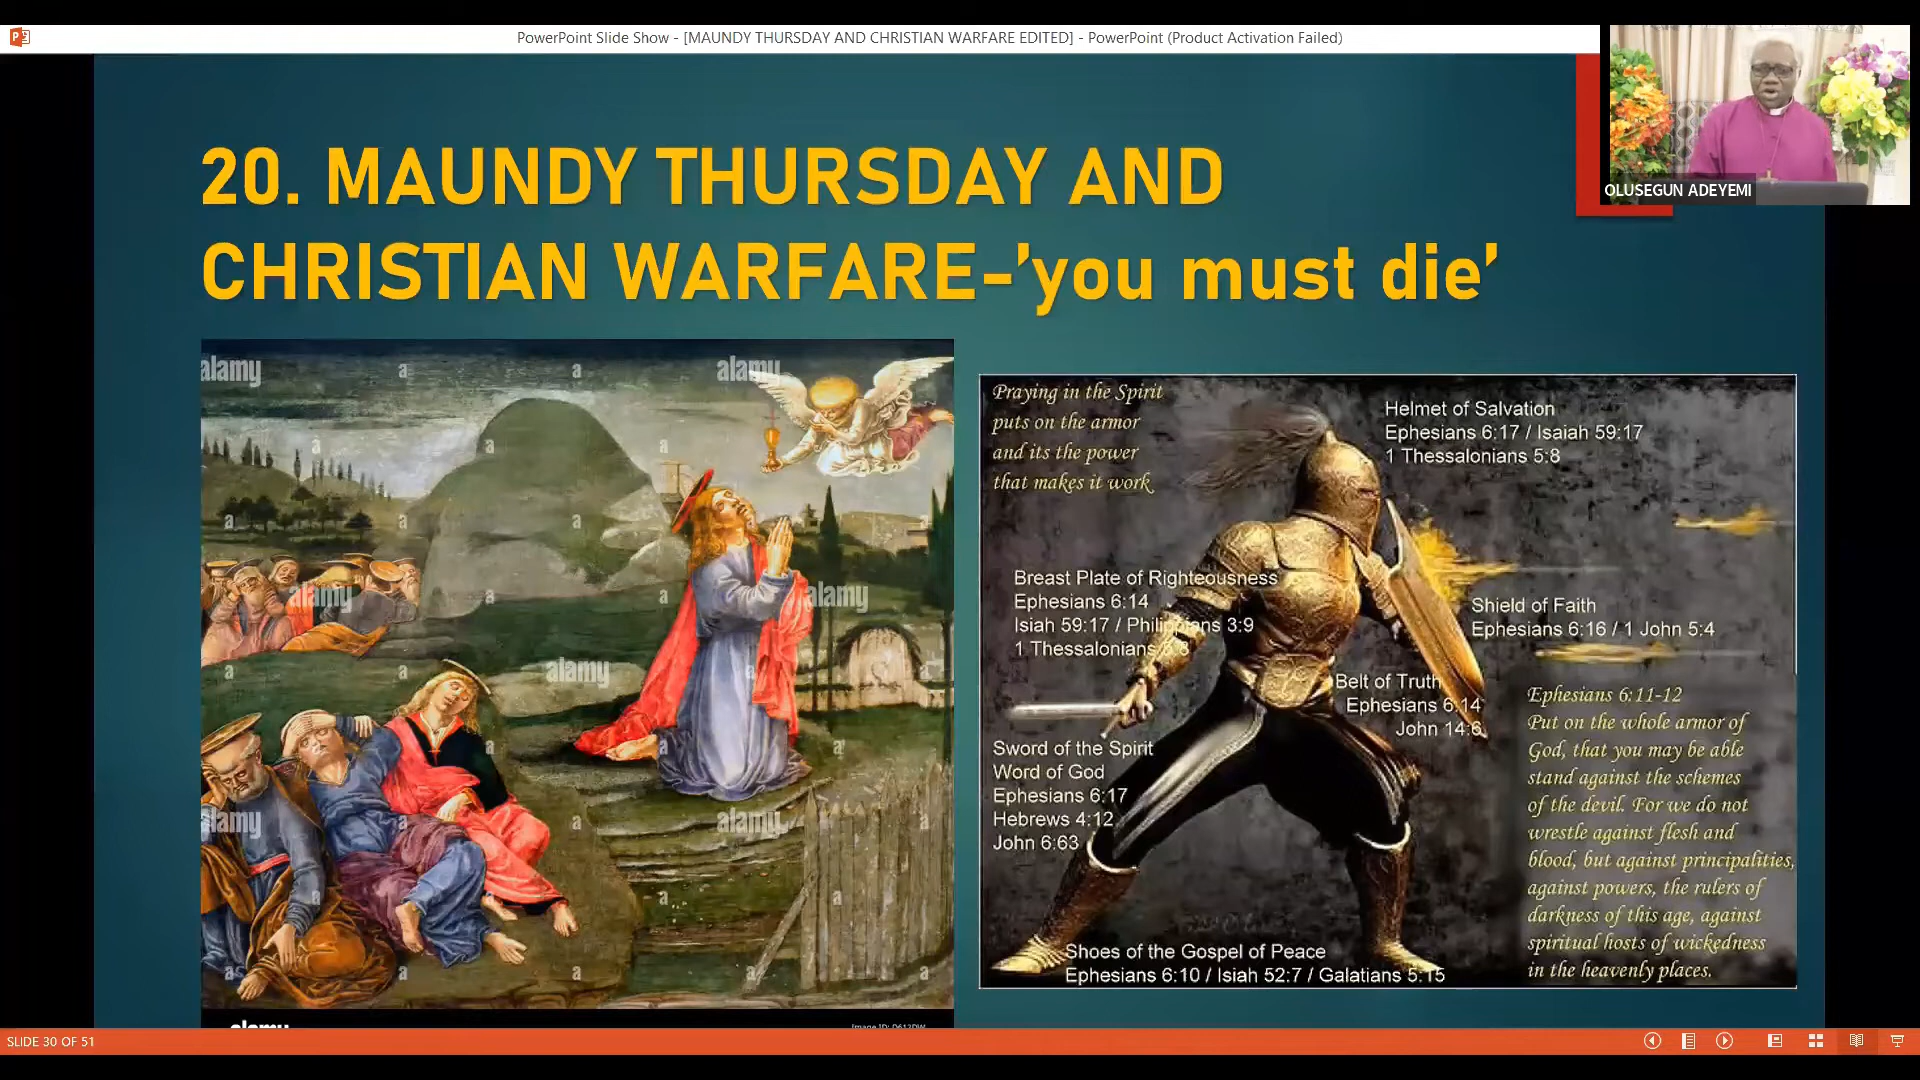 PowerPoint Slide Show - [MAUNDY THURSDAY AND CHRISTIAN WARFARE EDITED] - PowerPoint (Product Activation Failed)
OLUSEGUN ADEYEMI
20. MAUNDY THURSDAY AND
CHRISTIAN WARFARE-'you must die'
alamy
a
a
alamy
a
a
a
a
a
a
alamy
a
a
alamy
a
alamy
a
a
a
a
a
alamy
a
a
alamy
a
a
a
a
a
a
a
a
alamy
Praying in the Spirit
puts on the armor
and its the power
that makes it work
Helmet of Salvation
Ephesians 6:17 / Isaiah 59:17
1 Thessalonians 5:8
Breast Plate of Righteousness
Ephesians 6:14
Isiah 59:17 / Philippians 3:9
1 Thessalonians 5:8
Shield of Faith
Ephesians 6:16 / 1 John 5:4
Belt of Truth
Ephesians 6:14
John 14:6
Sword of the Spirit
Word of God
Ephesians 6:17
Hebrews 4:12
John 6:63
Ephesians 6:11-12
Put on the whole armor of
God, that you may be able
stand against the schemes
of the devil. For we do not
wrestle against flesh and
blood, but against principalities,
against powers, the rulers of
darkness of this age, against
spiritual hosts of wickedness
in the heavenly places.
Shoes of the Gospel of Peace
Ephesians 6:10 / Isiah 52:7 / Galatians 5:15
SLIDE 30 OF 51